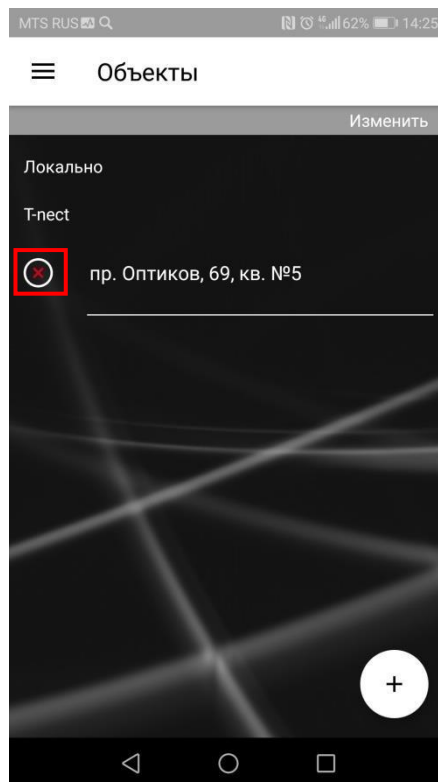 MTS RUS 62% 14:25
Объекты
Изменить
Локально
T-nect
пр. Оптиков, 69, кв. №5
+